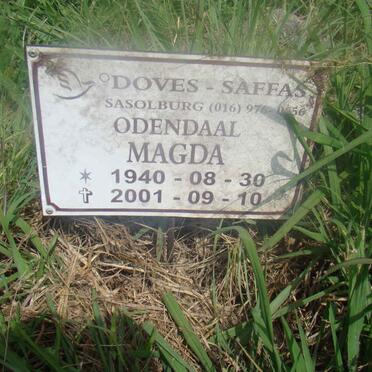 DOVES - SAFFAS
SASOLBURG (016) 976-0456
ODENDAAL
MAGDA
* 1940 - 08 - 30
✝ 2001 - 09 - 10